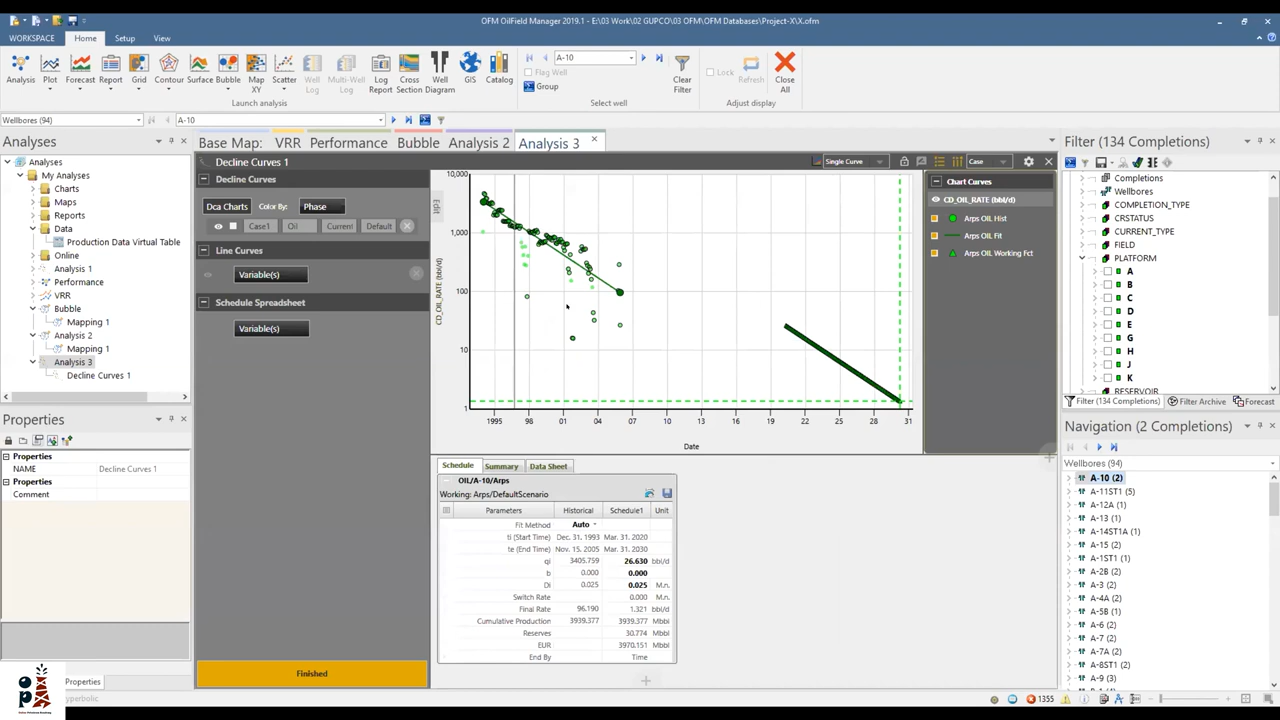 OFM OilField Manager 2019.1 - E:\03 Work\02 GUPCO\03 OFM\OFM Databases\Project-X\X.ofm
WORKSPACE Home Setup View
Analysis Plot Forecast Report Grid Contour Surface Bubble Map XY Scatter Well Log Multi-Well Log Log Report Cross Section Well Diagram GIS Catalog
A-10
Flag Well
Group
Clear Filter
Lock Refresh
Close All
Launch analysis Select well Adjust display
Wellbores (94) A-10
Analyses
Analyses
My Analyses
Charts
Maps
Reports
Data
Production Data Virtual Table
Online
Analysis 1
Performance
VRR
Bubble
Mapping 1
Analysis 2
Mapping 1
Analysis 3
Decline Curves 1
Properties
Properties
NAME Decline Curves 1
Properties
Comment
Properties
Base Map: VRR Performance Bubble Analysis 2 Analysis 3
Decline Curves 1
Decline Curves
Dca Charts Color By: Phase
Case1 Oil Current Default
Line Curves
Variable(s)
Schedule Spreadsheet
Variable(s)
Finished
Single Curve Case
Edit
CD_OIL_RATE (bbl/d)
10,000
1,000
100
10
1
1995 98 01 04 07 10 13 16 19 22 25 28 31
Date
Chart Curves
CD_OIL_RATE (bbl/d)
Arps OIL Hist
Arps OIL Fit
Arps OIL Working Fct
Schedule Summary Data Sheet
OIL/A-10/Arps
Working: Arps/DefaultScenario
Parameters Historical Schedule1 Unit
Fit Method Auto
ti (Start Time) Dec. 31, 1993 Mar. 31, 2020
te (End Time) Nov. 15, 2005 Mar. 31, 2030
qi 3405.759 26.630 bbl/d
b 0.000 0.000
Di 0.025 0.025 M.n.
Switch Rate 0.000 M.n.
Final Rate 96.190 1.321 bbl/d
Cumulative Production 3939.377 3939.377 Mbbl
Reserves 30.774 Mbbl
EUR 3970.151 Mbbl
End By Time
Filter (134 Completions)
Completions
Wellbores
COMPLETION_TYPE
CRSTATUS
CURRENT_TYPE
FIELD
PLATFORM
A
B
C
D
E
G
H
J
K
RESERVOIR
Filter (134 Completions) Filter Archive Forecast
Navigation (2 Completions)
Wellbores (94)
A-10 (2)
A-11ST1 (5)
A-12A (1)
A-13 (1)
A-14ST1A (1)
A-15 (2)
A-1ST1 (1)
A-2B (1)
A-3 (2)
A-4A (2)
A-5B (1)
A-6 (2)
A-7 (2)
A-7A (2)
A-8ST1 (2)
A-9 (3)
1355